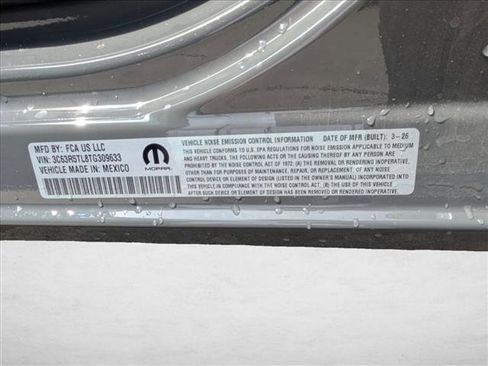 MFD BY: FCA US LLC
VIN: 3C63R5TL8TG309633
VEHICLE MADE IN: MEXICO
MOPAR
VEHICLE NOISE EMISSION CONTROL INFORMATION DATE OF MFR (BUILT): 3-26
THIS VEHICLE CONFORMS TO U.S. EPA REGULATIONS FOR NOISE EMISSION APPLICABLE TO MEDIUM
AND HEAVY TRUCKS. THE FOLLOWING ACTS OR THE CAUSING THEREOF BY ANY PERSON ARE
PROHIBITED BY THE NOISE CONTROL ACT OF 1972: (A) THE REMOVAL OR RENDERING INOPERATIVE,
OTHER THAN FOR PURPOSES OF MAINTENANCE, REPAIR, OR REPLACEMENT, OF ANY NOISE
CONTROL DEVICE OR ELEMENT OF DESIGN (LISTED IN THE OWNER'S MANUAL) INCORPORATED INTO
THIS VEHICLE IN COMPLIANCE WITH THE NOISE CONTROL ACT.
(B) THE USE OF THIS VEHICLE
AFTER SUCH DEVICE OR ELEMENT OF DESIGN HAS BEEN REMOVED OR RENDERED INOPERATIVE.